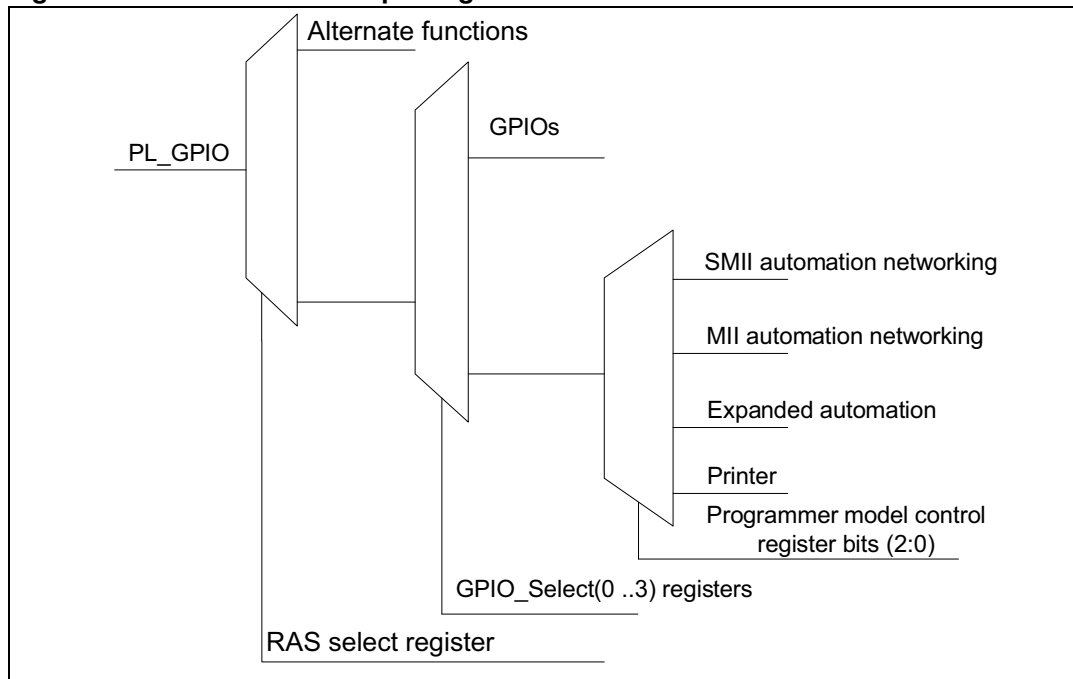 Alternate functions
GPIOs
PL_GPIO
SMII automation networking
MII automation networking
Expanded automation
Printer
Programmer model control
register bits (2:0)
GPIO_Select(0 ..3) registers
RAS select register